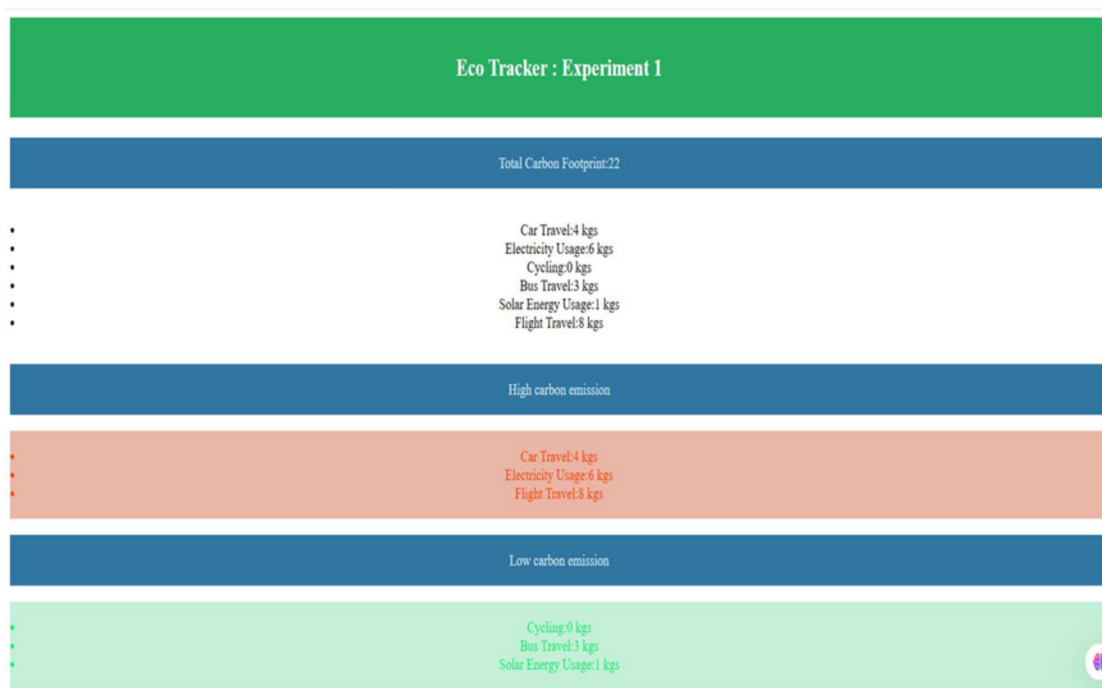 Eco Tracker : Experiment 1
Total Carbon Footprint:22
Car Travel:4 kgs
Electricity Usage:6 kgs
Cycling:0 kgs
Bus Travel:3 kgs
Solar Energy Usage:1 kgs
Flight Travel:8 kgs
High carbon emission
Car Travel:4 kgs
Electricity Usage:6 kgs
Flight Travel:8 kgs
Low carbon emission
Cycling:0 kgs
Bus Travel:3 kgs
Solar Energy Usage:1 kgs